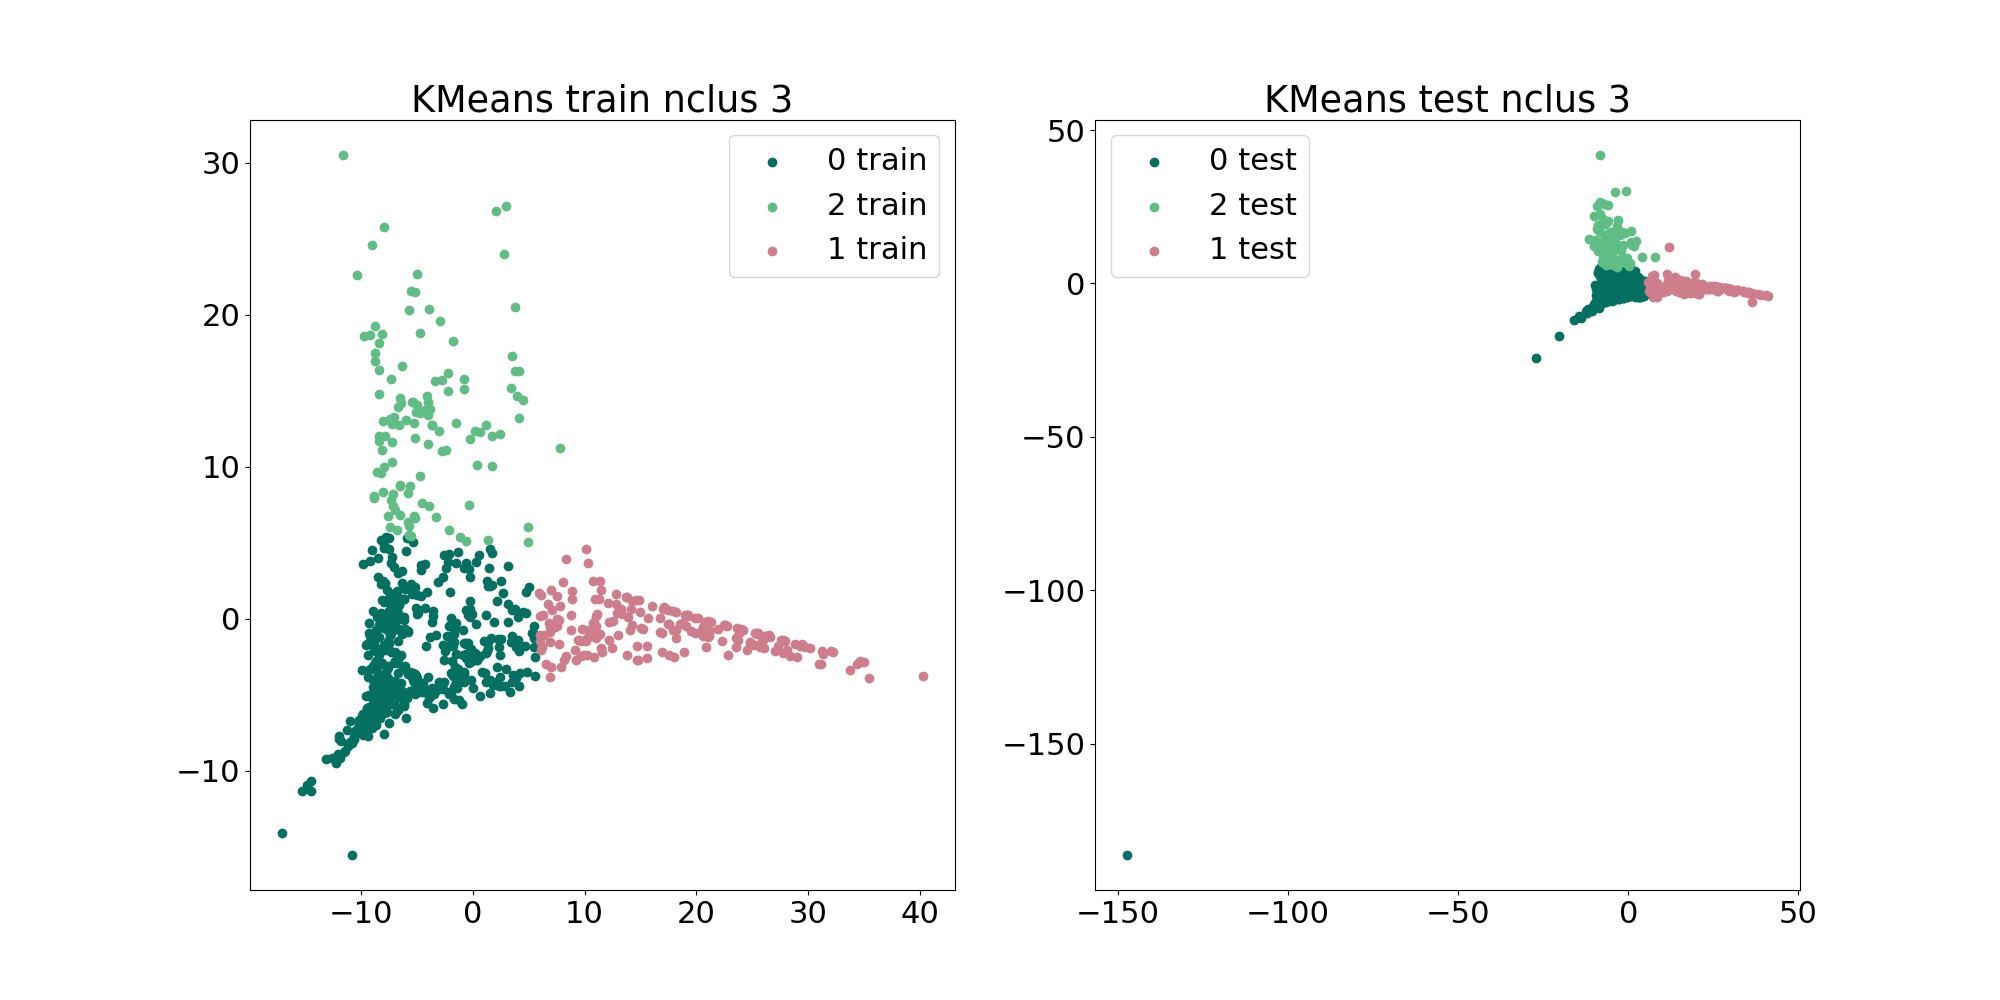 KMeans train nclus 3
30
20
10
0
−10
−10 0 10 20 30 40
0 train
2 train
1 train
KMeans test nclus 3
50
0
−50
−100
−150
−150 −100 −50 0 50
0 test
2 test
1 test